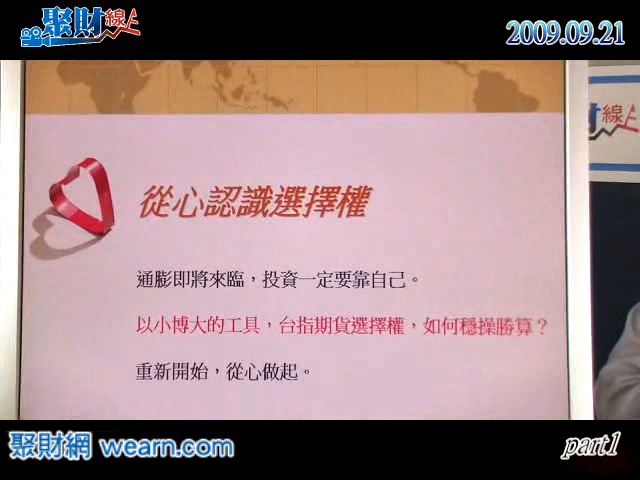 聚財線上
2009.09.21
財線上
從心認識選擇權
通膨即將來臨，投資一定要靠自己。
以小博大的工具，台指期貨選擇權，如何穩操勝算？
重新開始，從心做起。
聚財網 wearn.com
part1